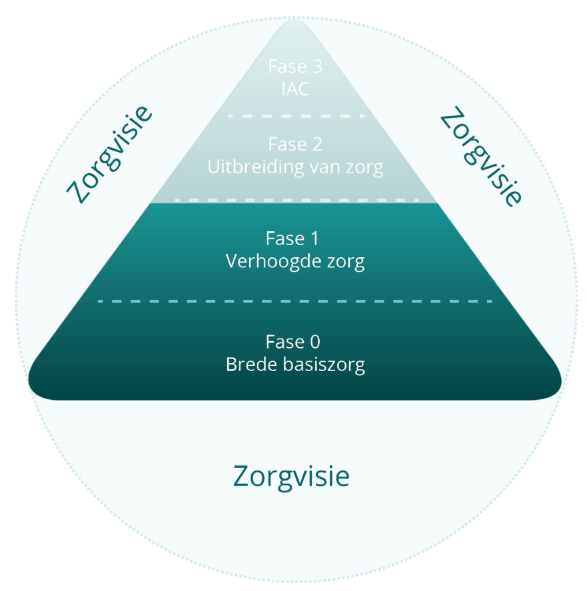 Fase 3
IAC
Zorgvisie
Zorgvisie
Fase 2
Uitbreiding van zorg
Fase 1
Verhoogde zorg
Fase 0
Brede basiszorg
Zorgvisie